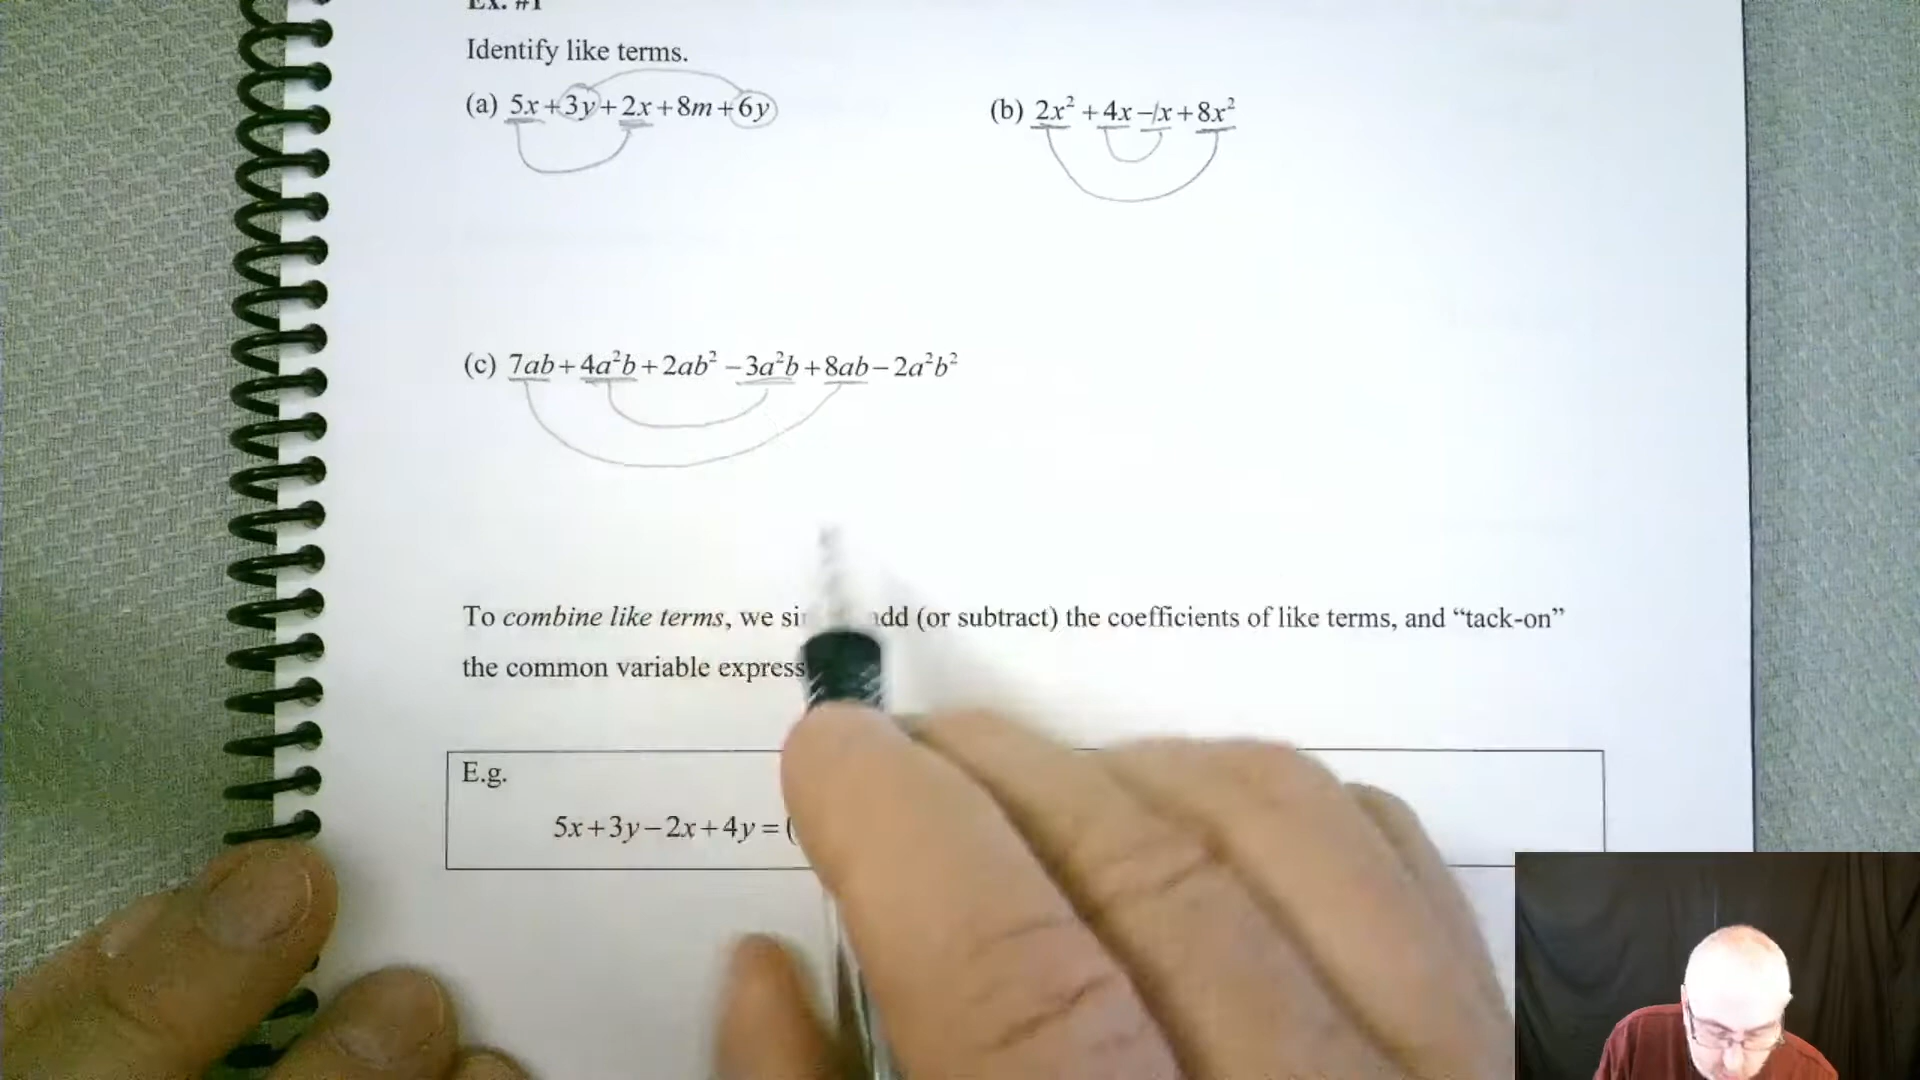 Ex. #1
Identify like terms.
(a) 5x+3y+2x+8m+6y
(b) 2x² +4x-x+8x²
(c) 7ab+4a²b+2ab² -3a²b+8ab-2a²b²
To combine like terms, we add (or subtract) the coefficients of like terms, and “tack-on”
the common variable
E.g.
5x+3y-2x+4y=(